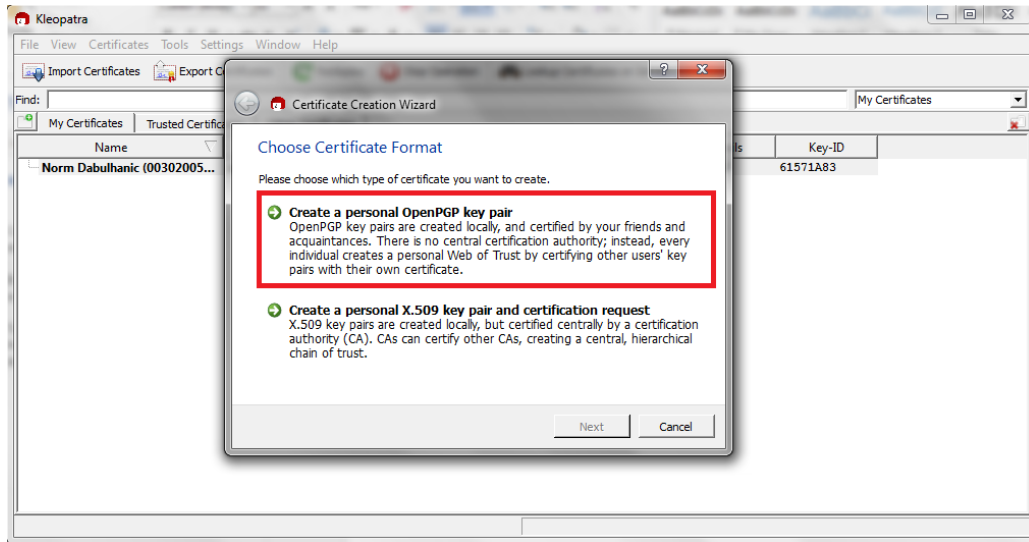 Kleopatra
File View Certificates Tools Settings Window Help
Import Certificates Export C
Find: My Certificates
My Certificates Trusted Certifica
Name ls Key-ID
Norm Dabulhanic (00302005... 61571A83
Certificate Creation Wizard
Choose Certificate Format
Please choose which type of certificate you want to create.
Create a personal OpenPGP key pair
OpenPGP key pairs are created locally, and certified by your friends and
acquaintances. There is no central certification authority; instead, every
individual creates a personal Web of Trust by certifying other users' key
pairs with their own certificate.
Create a personal X.509 key pair and certification request
X.509 key pairs are created locally, but certified centrally by a certification
authority (CA). CAs can certify other CAs, creating a central, hierarchical
chain of trust.
Next Cancel